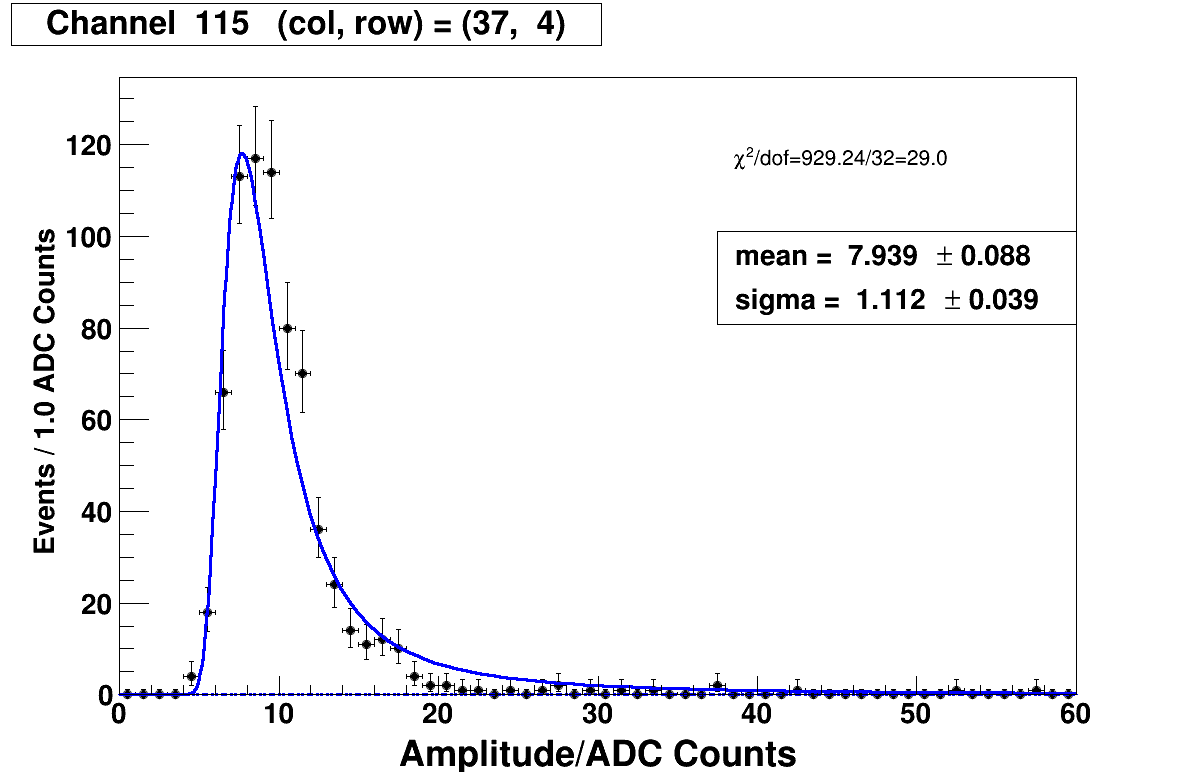 Channel 115 (col, row) = (37, 4)
χ²/dof=929.24/32=29.0
mean = 7.939 ± 0.088
sigma = 1.112 ± 0.039
Events / 1.0 ADC Counts
120
100
80
60
40
20
0
0 10 20 30 40 50 60
Amplitude/ADC Counts